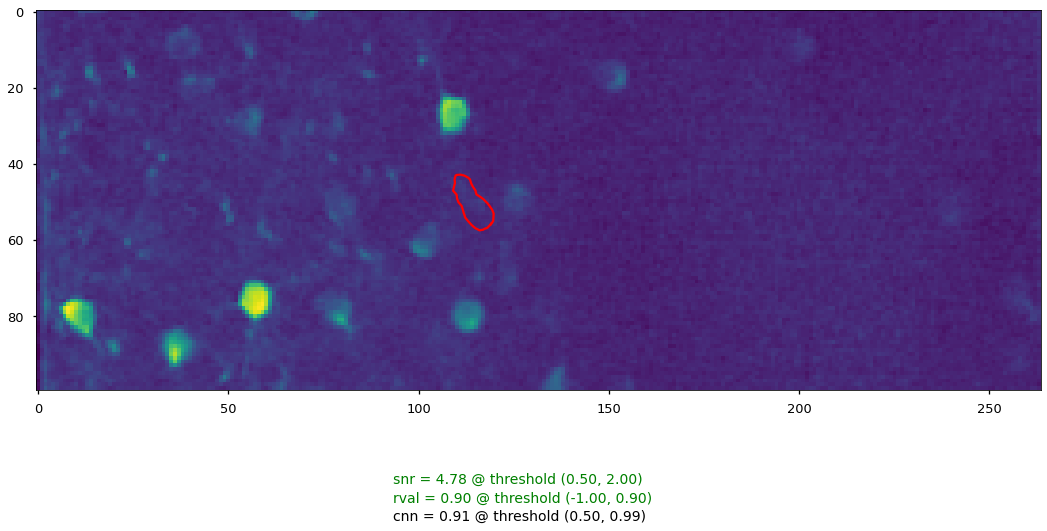 0
20
40
60
80
0 50 100 150 200 250
snr = 4.78 @ threshold (0.50, 2.00)
rval = 0.90 @ threshold (-1.00, 0.90)
cnn = 0.91 @ threshold (0.50, 0.99)